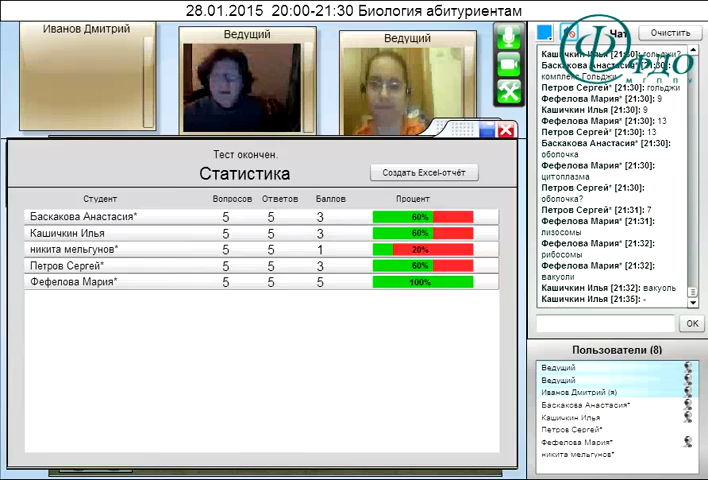 28.01.2015 20:00-21:30 Биология абитуриентам
Иванов Дмитрий
Ведущий
Ведущий
Тест окончен.
Статистика
Создать Excel-отчёт
Студент Вопросов Ответов Баллов Процент
Баскакова Анастасия* 5 5 3 60%
Кашичкин Илья 5 5 3 60%
никита мельгунов* 5 5 1 20%
Петров Сергей* 5 5 3 60%
Фефелова Мария* 5 5 5 100%
Чат
Очистить
ФРДО
МГППУ
Кашичкин Илья [21:30]: гольджи?
Баскакова Анастасия* [21:30]:
комплекс Гольджи
Петров Сергей* [21:30]: гольджи
Фефелова Мария* [21:30]: 9
Кашичкин Илья [21:30]: 9
Фефелова Мария* [21:30]: 13
Петров Сергей* [21:30]: 13
Баскакова Анастасия* [21:30]:
оболочка
Фефелова Мария* [21:30]:
цитоплазма
Петров Сергей* [21:30]:
оболочка?
Петров Сергей* [21:31]: 7
Фефелова Мария* [21:31]:
лизосомы
Фефелова Мария* [21:32]:
рибосомы
Фефелова Мария* [21:32]:
вакуоли
Кашичкин Илья [21:32]: вакуоль
Кашичкин Илья [21:35]: -
OK
Пользователи (8)
Ведущий
Ведущий
Иванов Дмитрий (я)
Баскакова Анастасия*
Кашичкин Илья
Петров Сергей*
Фефелова Мария*
никита мельгунов*